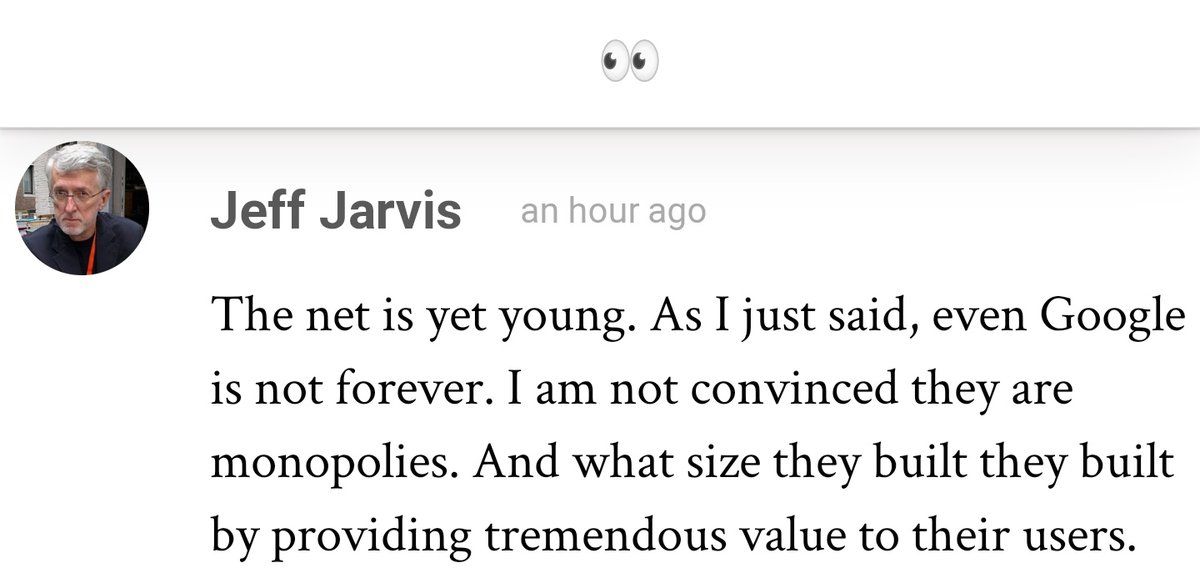 👀
Jeff Jarvis an hour ago
The net is yet young. As I just said, even Google
is not forever. I am not convinced they are
monopolies. And what size they built they built
by providing tremendous value to their users.